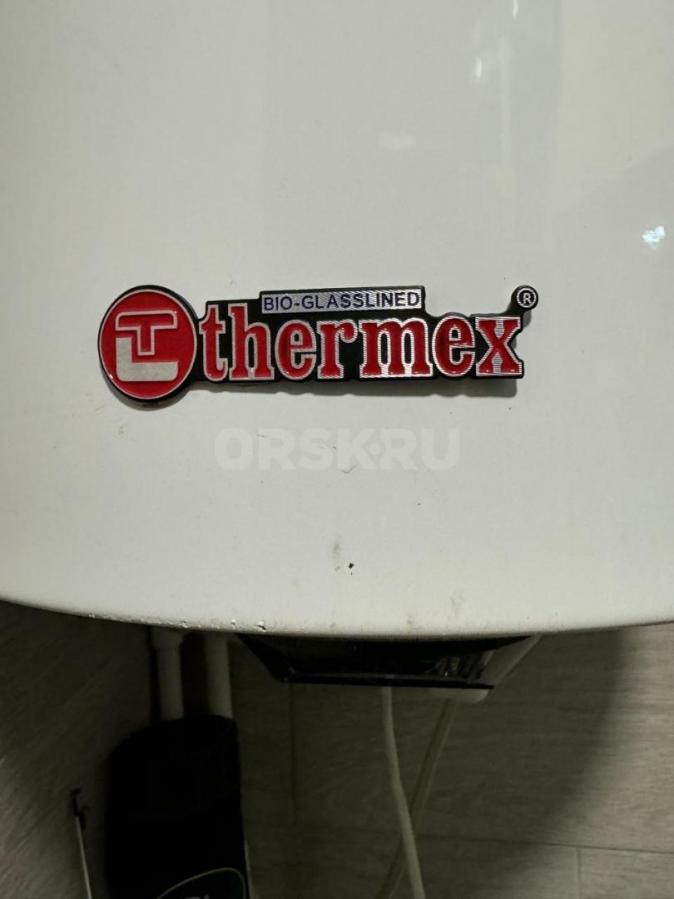 BIO-GLASSLINED
thermex®
ORSK.RU